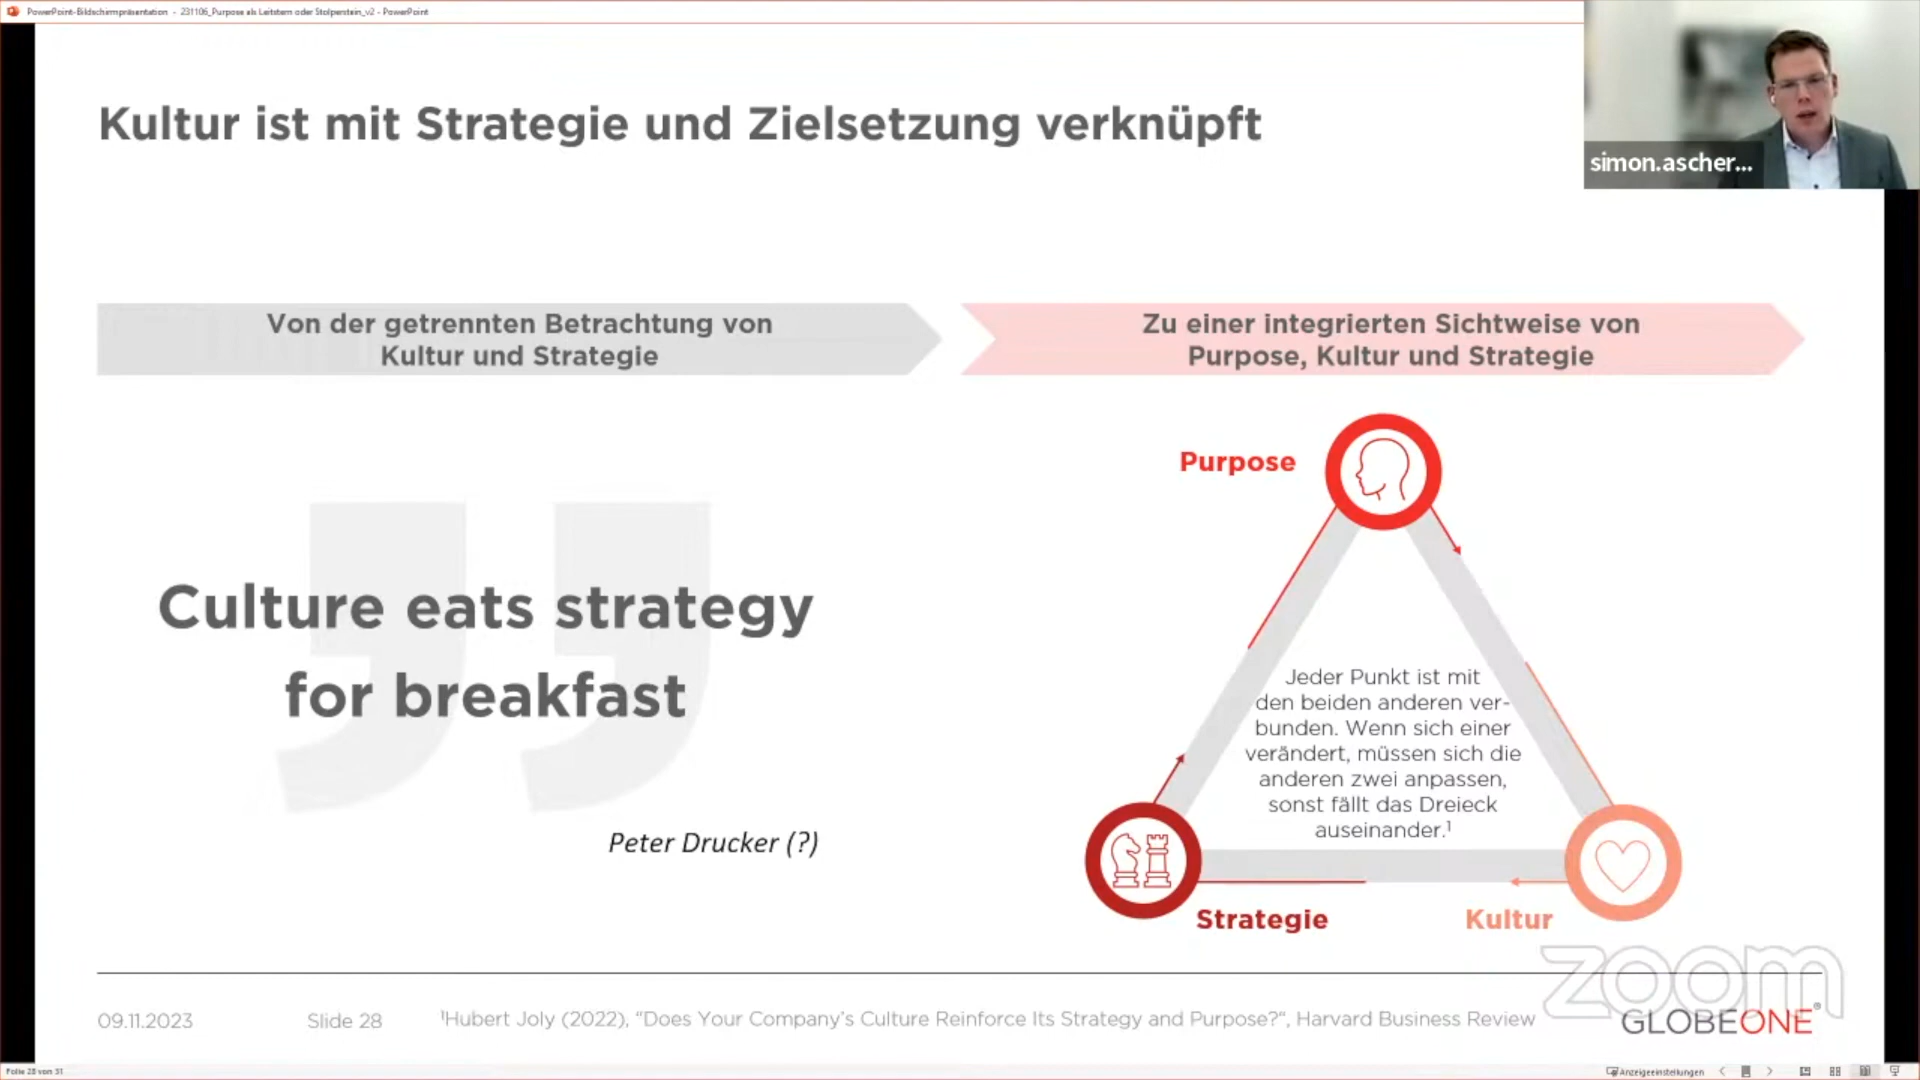 PowerPoint-Bildschirmpräsentation - 231106_Purpose als Leitstern oder Stolperstein_v2 - PowerPoint
simon.ascher...
Kultur ist mit Strategie und Zielsetzung verknüpft
Von der getrennten Betrachtung von
Kultur und Strategie
Zu einer integrierten Sichtweise von
Purpose, Kultur und Strategie
Culture eats strategy
for breakfast
Peter Drucker (?)
Purpose
Jeder Punkt ist mit
den beiden anderen ver-
bunden. Wenn sich einer
verändert, müssen sich die
anderen zwei anpassen,
sonst fällt das Dreieck
auseinander.¹
Strategie
Kultur
zoom
09.11.2023
Slide 28
¹Hubert Joly (2022), "Does Your Company's Culture Reinforce Its Strategy and Purpose?", Harvard Business Review
GLOBEONE®
Folie 28 von 31
Anzeigeeinstellungen